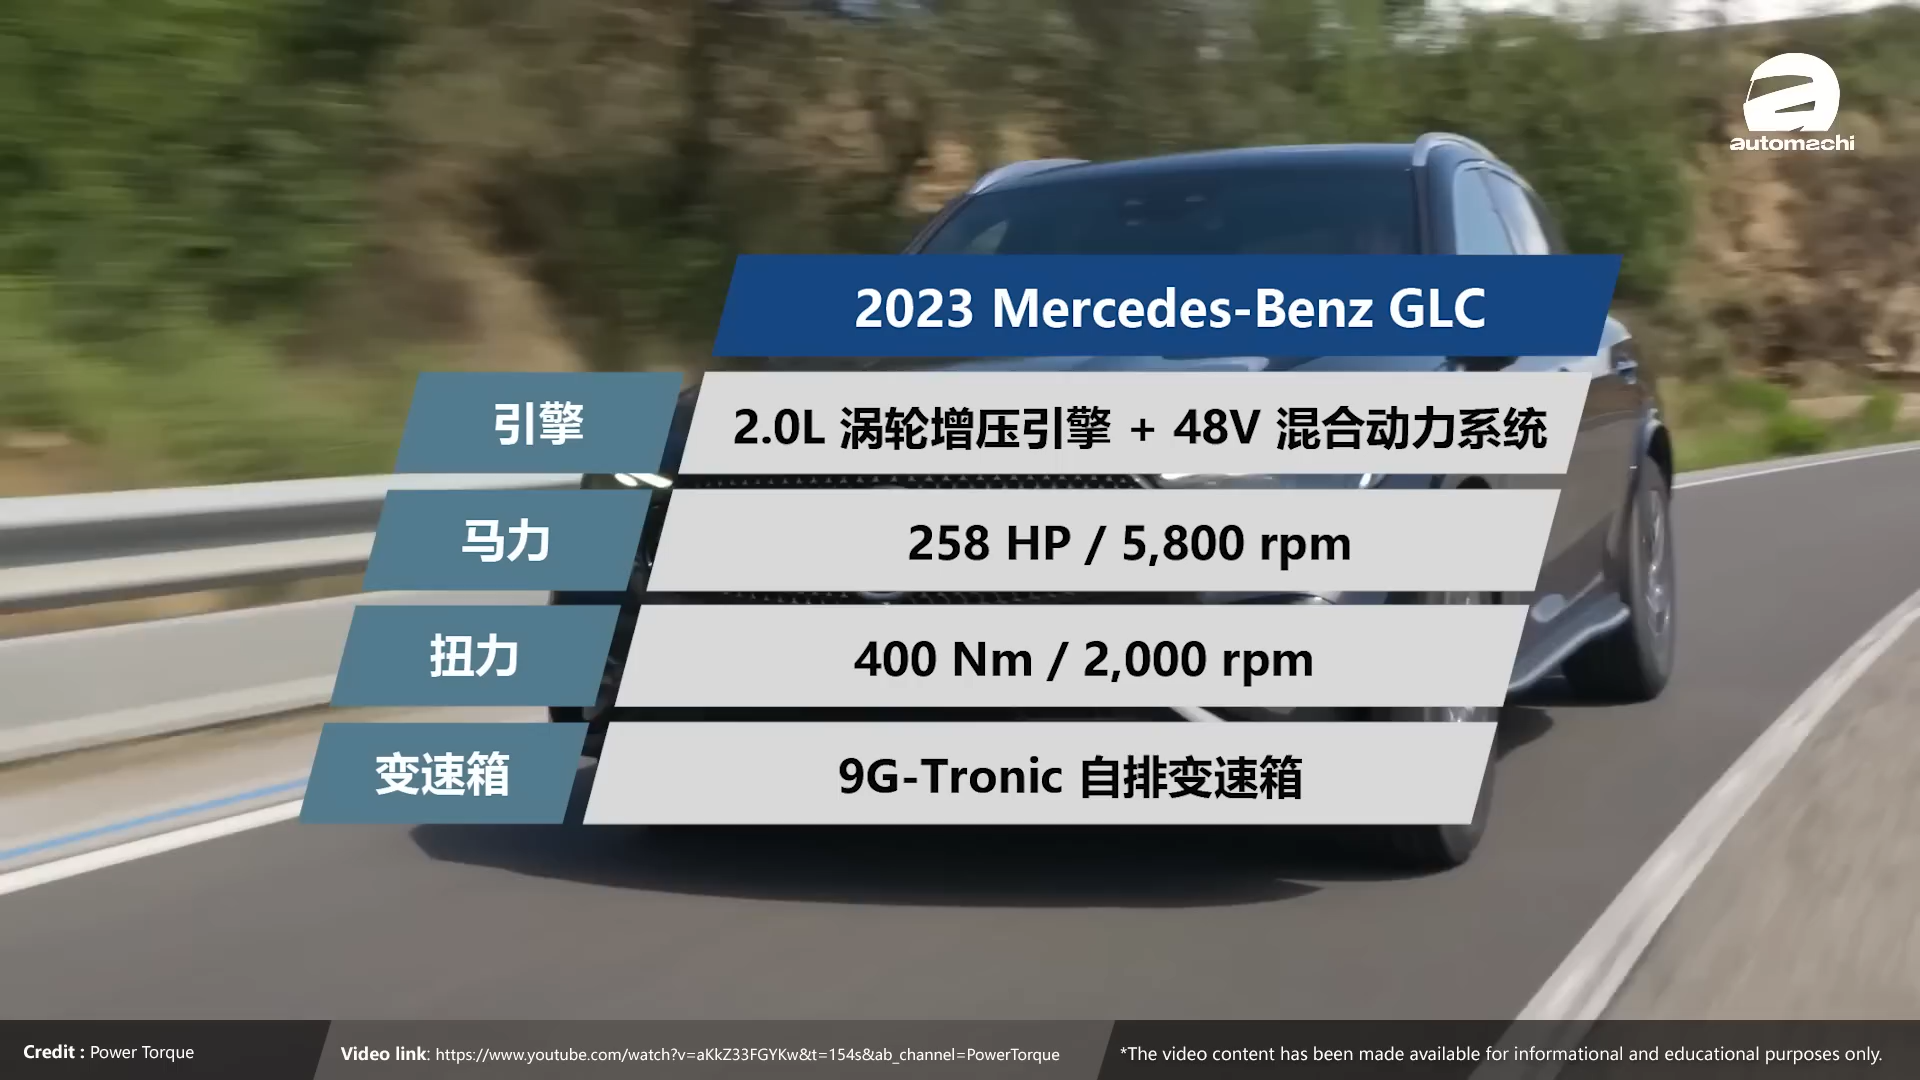 automachi
2023 Mercedes-Benz GLC
引擎
2.0L 涡轮增压引擎 + 48V 混合动力系统
马力
258 HP / 5,800 rpm
扭力
400 Nm / 2,000 rpm
变速箱
9G-Tronic 自排变速箱
Credit : Power Torque
Video link: https://www.youtube.com/watch?v=aKkZ33FGYKw&t=154s&ab_channel=PowerTorque
*The video content has been made available for informational and educational purposes only.